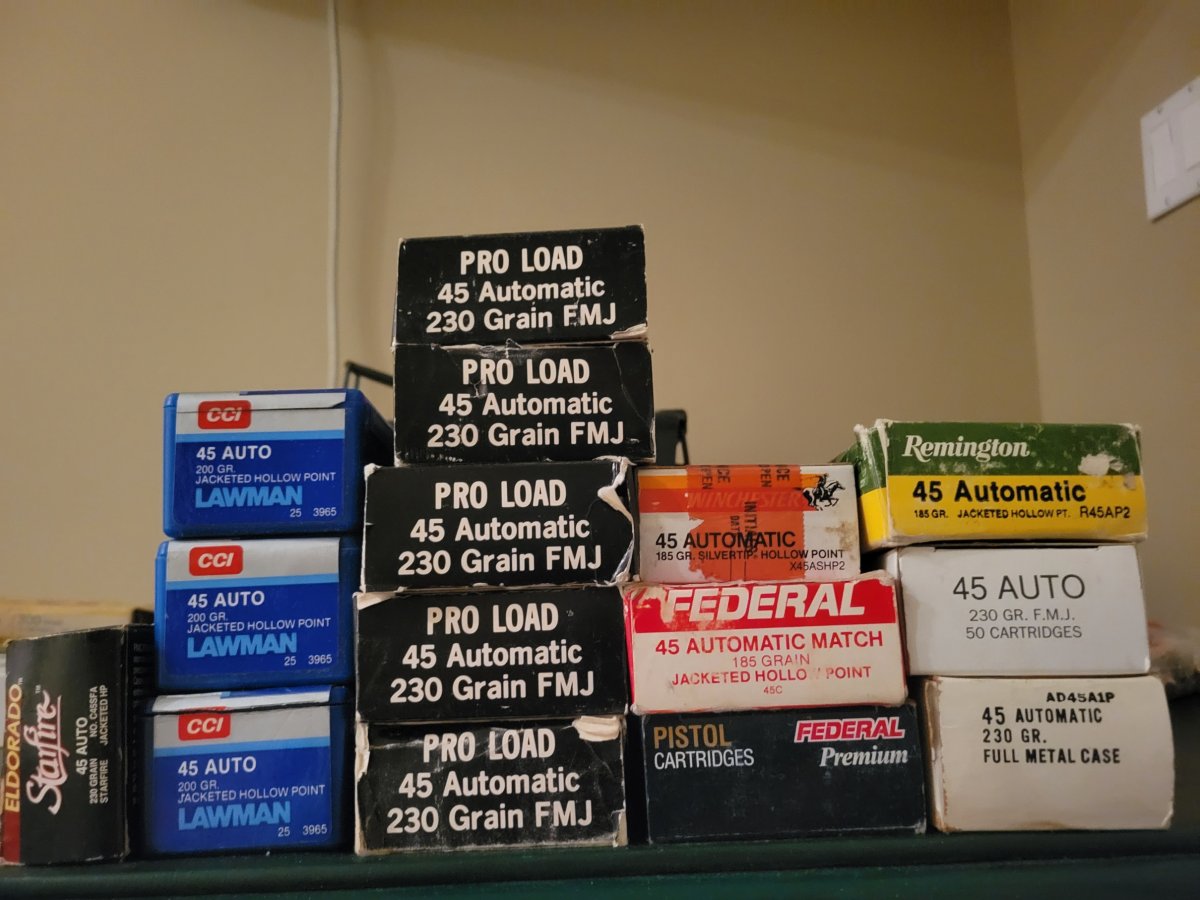 PRO LOAD
45 Automatic
230 Grain FMJ
PRO LOAD
45 Automatic
230 Grain FMJ
PRO LOAD
45 Automatic
230 Grain FMJ
PRO LOAD
45 Automatic
230 Grain FMJ
PRO LOAD
45 Automatic
230 Grain FMJ
CCI
45 AUTO
200 GR.
JACKETED HOLLOW POINT
LAWMAN
25 3965
CCI
45 AUTO
200 GR.
JACKETED HOLLOW POINT
LAWMAN
25 3965
CCI
45 AUTO
200 GR.
JACKETED HOLLOW POINT
LAWMAN
25 3965
ELDORADO
Starfire™
45 AUTO
230 GRAIN NO. C45SFA
STARFIRE JACKETED HP
WINCHESTER
45 AUTOMATIC
185 GR. SILVERTIP HOLLOW POINT
X45ASHP2
FEDERAL
45 AUTOMATIC MATCH
185 GRAIN
JACKETED HOLLOW POINT
45C
PISTOL
CARTRIDGES
FEDERAL
Premium
Remington
45 Automatic
185 GR. JACKETED HOLLOW PT. R45AP2
45 AUTO
230 GR. F.M.J.
50 CARTRIDGES
AD45A1P
45 AUTOMATIC
230 GR.
FULL METAL CASE